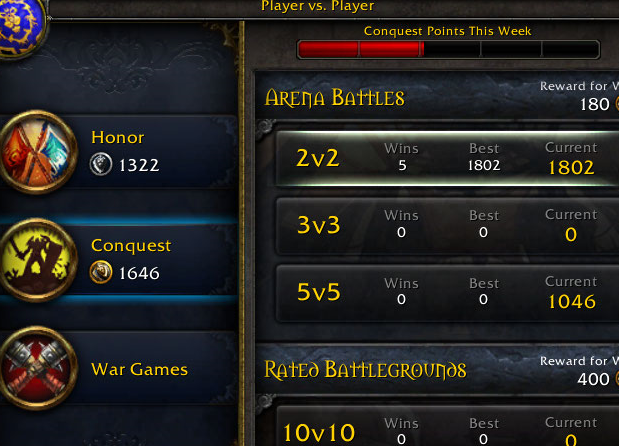 Player vs. Player
Conquest Points This Week
Honor
1322
Conquest
1646
War Games
ARENA BATTLES
Reward for W
180
2v2
Wins
5
Best
1802
Current
1802
3v3
Wins
0
Best
0
Current
0
5v5
Wins
0
Best
0
Current
1046
RATED BATTLEGROUNDS
Reward for W
400
10v10
Wins
0
Best
0
Current
0